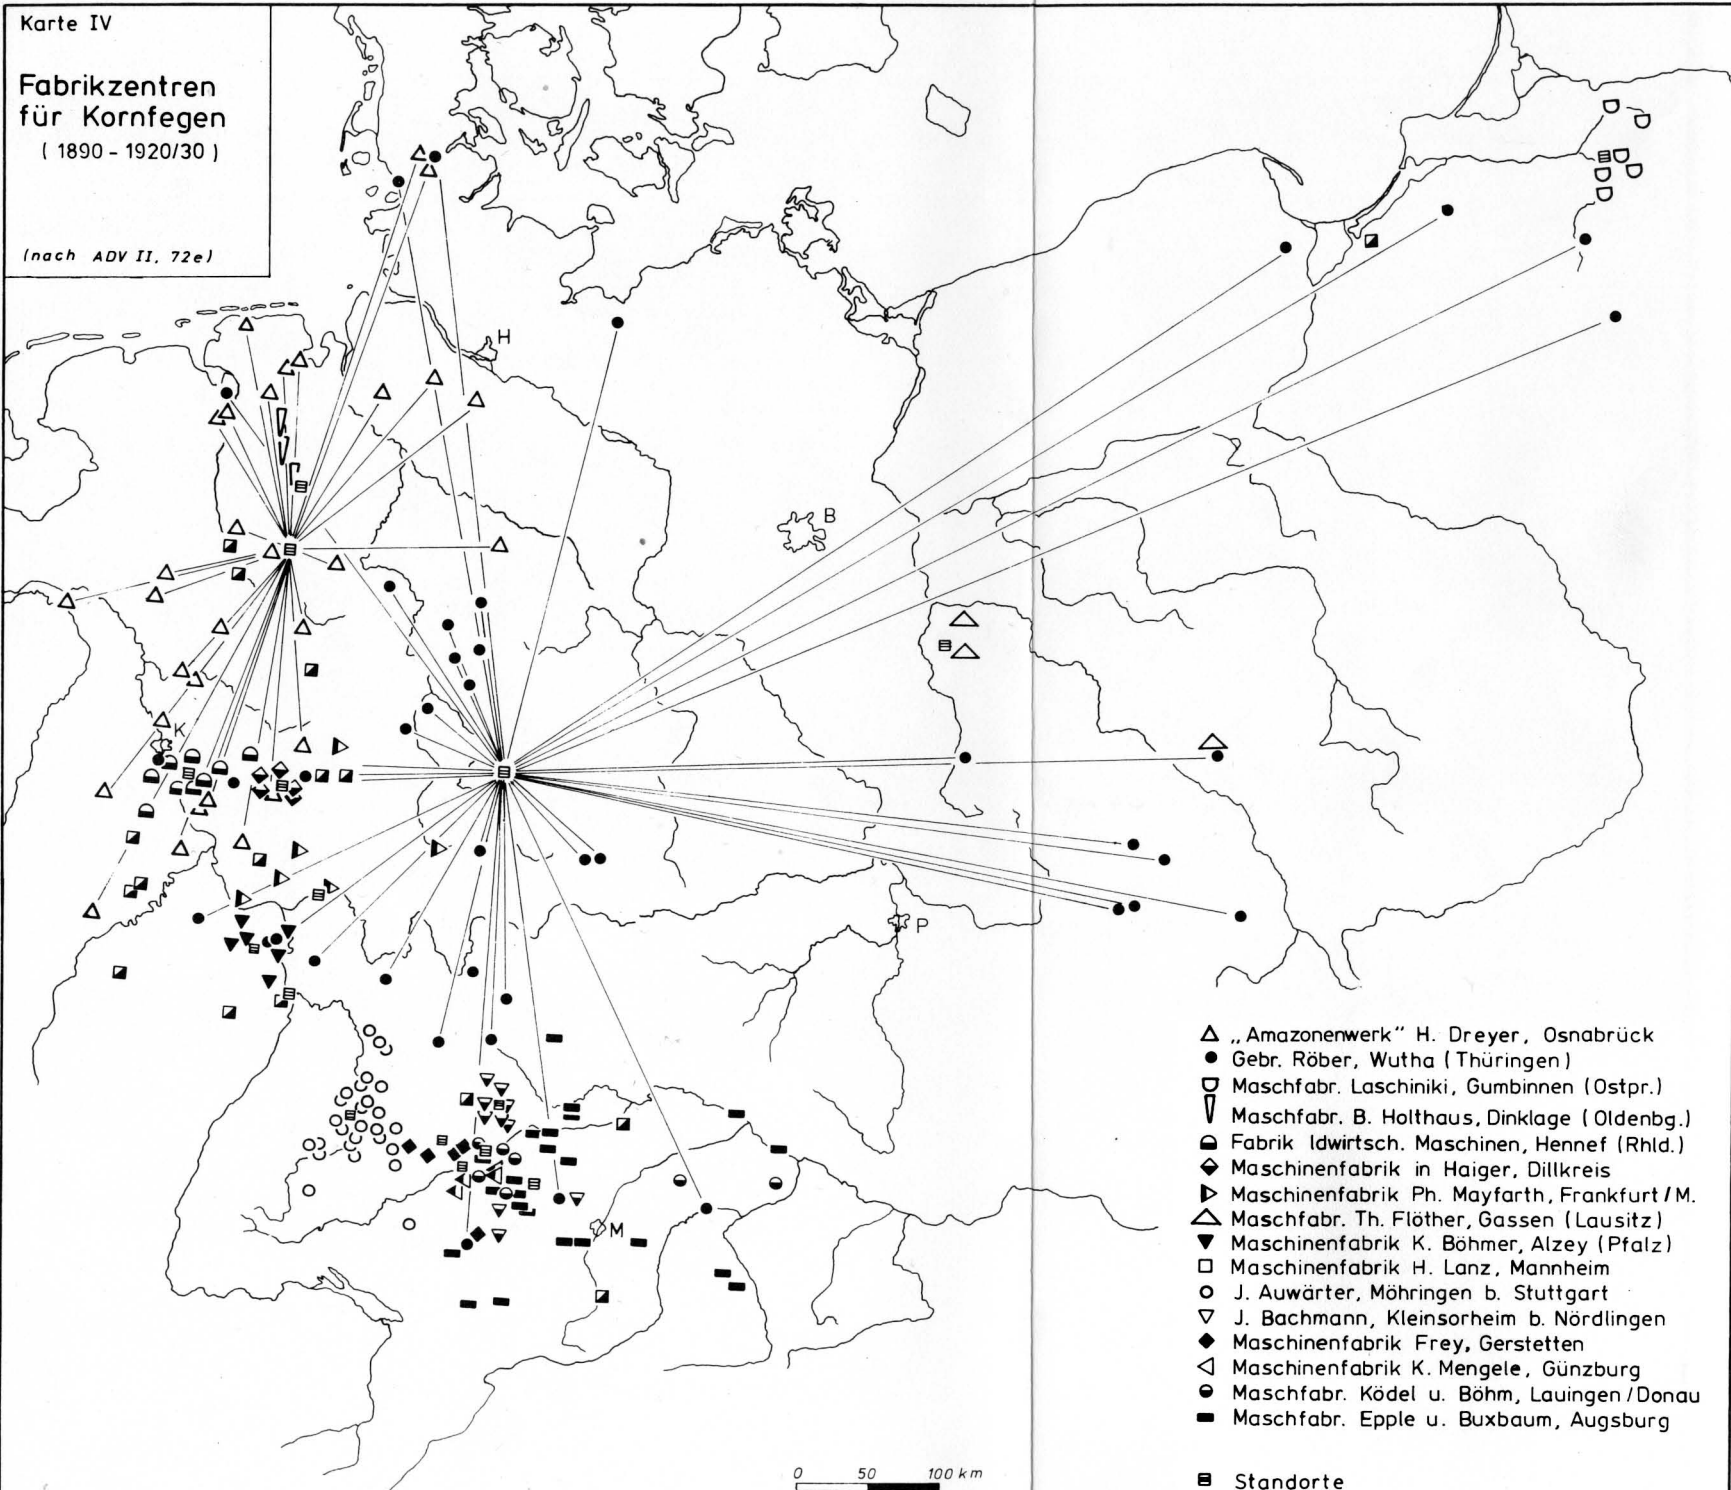 Karte IV
Fabrikzentren
für Kornfegen
( 1890 - 1920/30 )
(nach ADV II, 72e)
H
B
K
P
M
„Amazonenwerk" H. Dreyer, Osnabrück
Gebr. Röber, Wutha (Thüringen)
Maschfabr. Laschiniki, Gumbinnen (Ostpr.)
Maschfabr. B. Holthaus, Dinklage (Oldenbg.)
Fabrik ldwirtsch. Maschinen, Hennef (Rhld.)
Maschinenfabrik in Haiger, Dillkreis
Maschinenfabrik Ph. Mayfarth, Frankfurt/M.
Maschfabr. Th. Flöther, Gassen (Lausitz)
Maschinenfabrik K. Böhmer, Alzey (Pfalz)
Maschinenfabrik H. Lanz, Mannheim
J. Auwärter, Möhringen b. Stuttgart
J. Bachmann, Kleinsorheim b. Nördlingen
Maschinenfabrik Frey, Gerstetten
Maschinenfabrik K. Mengele, Günzburg
Maschfabr. Ködel u. Böhm, Lauingen/Donau
Maschfabr. Epple u. Buxbaum, Augsburg
Standorte
0 50 100 km